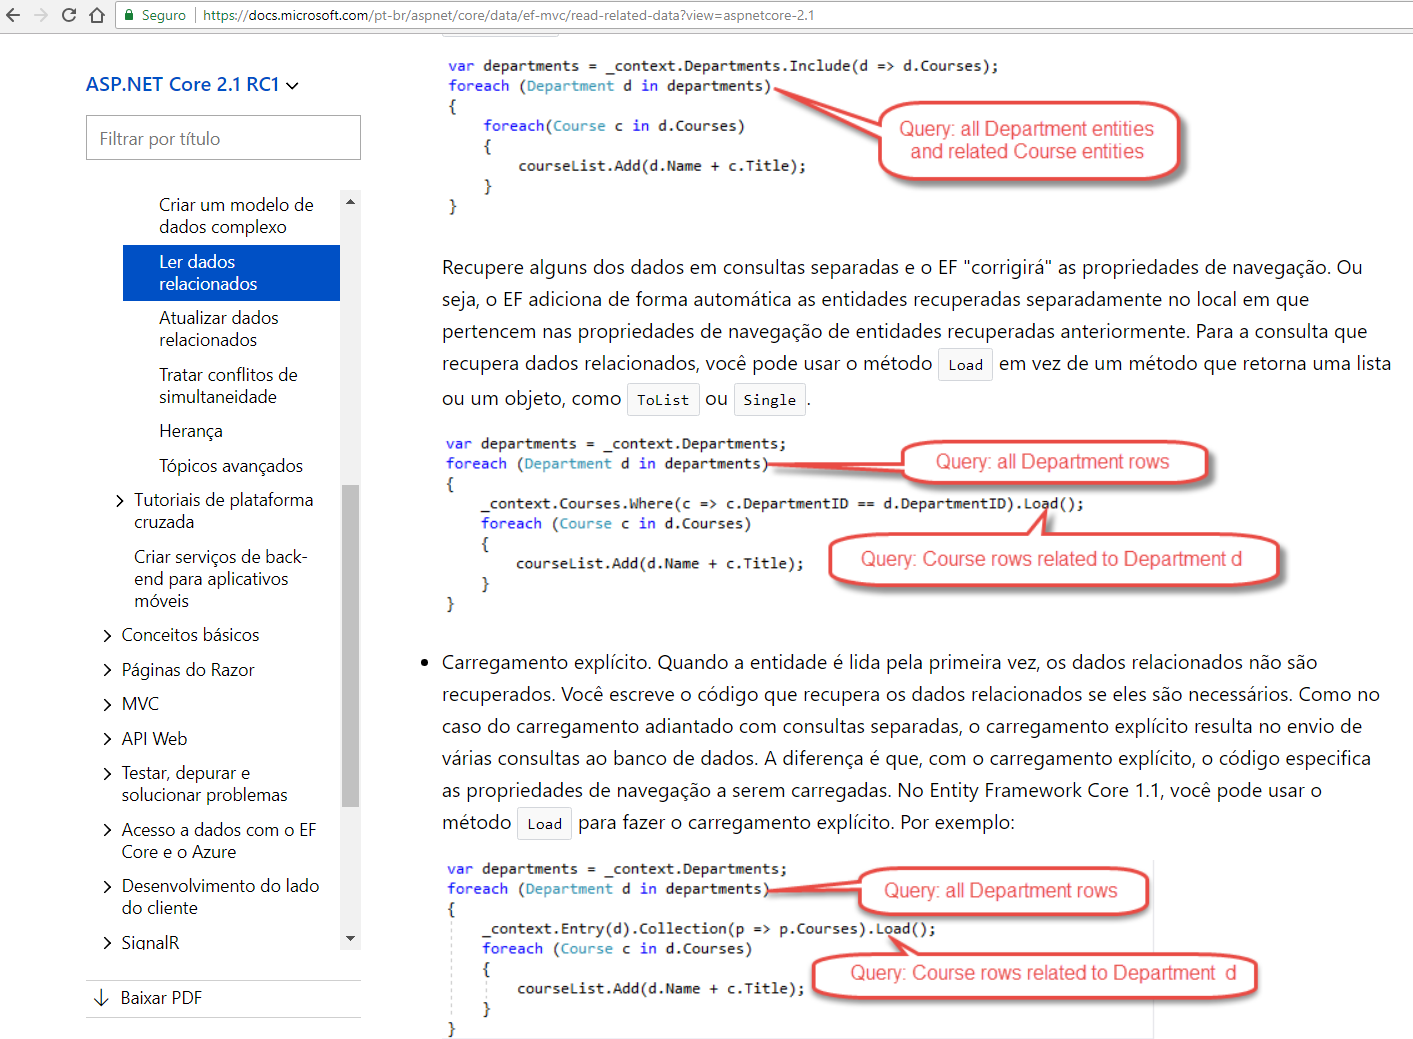 Seguro
https://docs.microsoft.com/pt-br/aspnet/core/data/ef-mvc/read-related-data?view=aspnetcore-2.1
ASP.NET Core 2.1 RC1
Filtrar por título
Criar um modelo de
dados complexo
Ler dados
relacionados
Atualizar dados
relacionados
Tratar conflitos de
simultaneidade
Herança
Tópicos avançados
Tutoriais de plataforma
cruzada
Criar serviços de back-
end para aplicativos
móveis
Conceitos básicos
Páginas do Razor
MVC
API Web
Testar, depurar e
solucionar problemas
Acesso a dados com o EF
Core e o Azure
Desenvolvimento do lado
do cliente
SignalR
Baixar PDF
var departments = _context.Departments.Include(d => d.Courses);
foreach (Department d in departments)
{
foreach(Course c in d.Courses)
{
courseList.Add(d.Name + c.Title);
}
}
Query: all Department entities
and related Course entities
Recupere alguns dos dados em consultas separadas e o EF "corrigirá" as propriedades de navegação. Ou
seja, o EF adiciona de forma automática as entidades recuperadas separadamente no local em que
pertencem nas propriedades de navegação de entidades recuperadas anteriormente. Para a consulta que
recupera dados relacionados, você pode usar o método Load em vez de um método que retorna uma lista
ou um objeto, como ToList ou Single.
var departments = _context.Departments;
foreach (Department d in departments)
{
_context.Courses.Where(c => c.DepartmentID == d.DepartmentID).Load();
foreach (Course c in d.Courses)
{
courseList.Add(d.Name + c.Title);
}
}
Query: all Department rows
Query: Course rows related to Department d
• Carregamento explícito. Quando a entidade é lida pela primeira vez, os dados relacionados não são
recuperados. Você escreve o código que recupera os dados relacionados se eles são necessários. Como no
caso do carregamento adiantado com consultas separadas, o carregamento explícito resulta no envio de
várias consultas ao banco de dados. A diferença é que, com o carregamento explícito, o código especifica
as propriedades de navegação a serem carregadas. No Entity Framework Core 1.1, você pode usar o
método Load para fazer o carregamento explícito. Por exemplo:
var departments = _context.Departments;
foreach (Department d in departments)
{
_context.Entry(d).Collection(p => p.Courses).Load();
foreach (Course c in d.Courses)
{
courseList.Add(d.Name + c.Title);
}
}
Query: all Department rows
Query: Course rows related to Department d